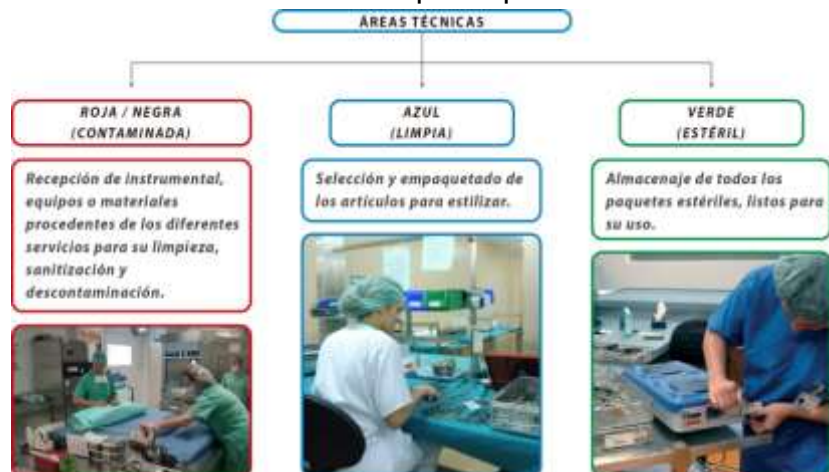 ÁREAS TÉCNICAS
ROJA / NEGRA
(CONTAMINADA)
Recepción de instrumental,
equipos o materiales
procedentes de los diferentes
servicios para su limpieza,
sanitización y
descontaminación.
AZUL
(LIMPIA)
Selección y empaquetado de
los artículos para estilizar.
VERDE
(ESTÉRIL)
Almacenaje de todos los
paquetes estériles, listos para
su uso.